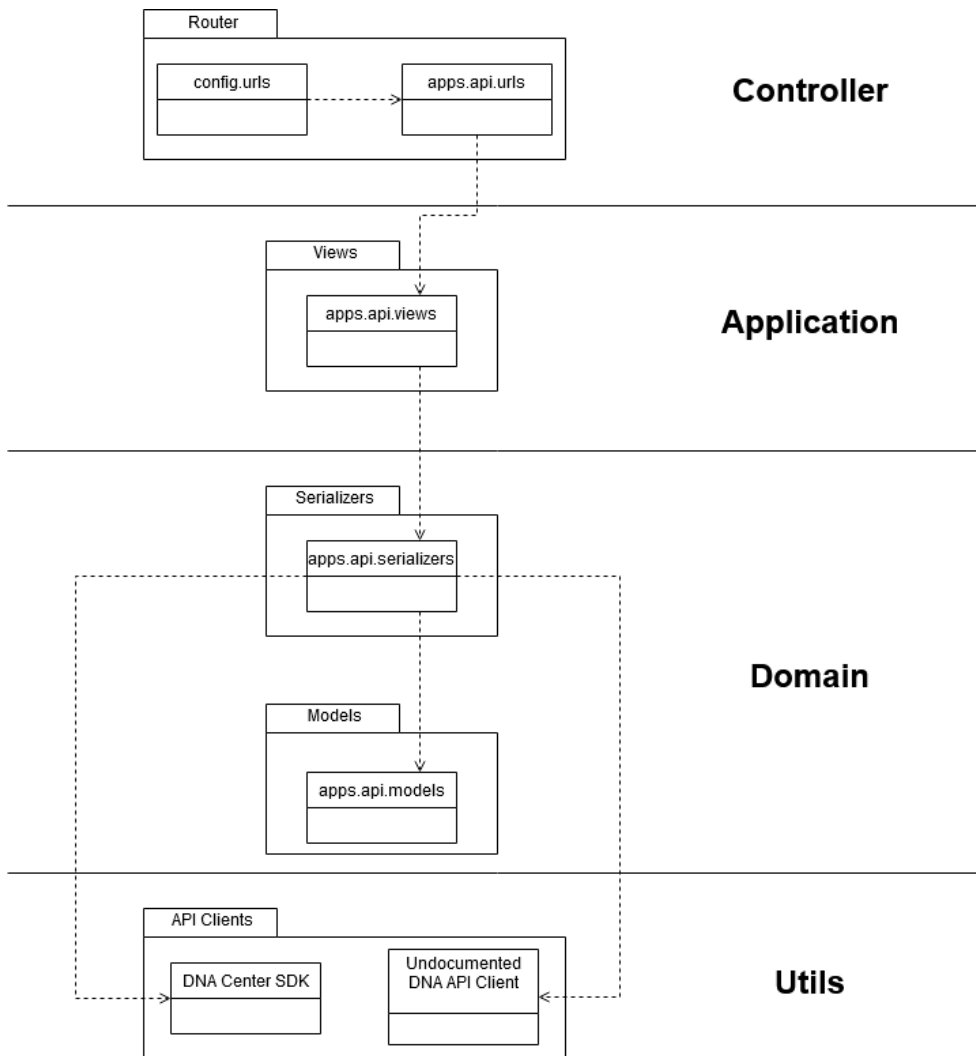 Router
config.urls
apps.api.urls
Controller
Views
apps.api.views
Application
Serializers
apps.api.serializers
Domain
Models
apps.api.models
API Clients
DNA Center SDK
Undocumented
DNA API Client
Utils